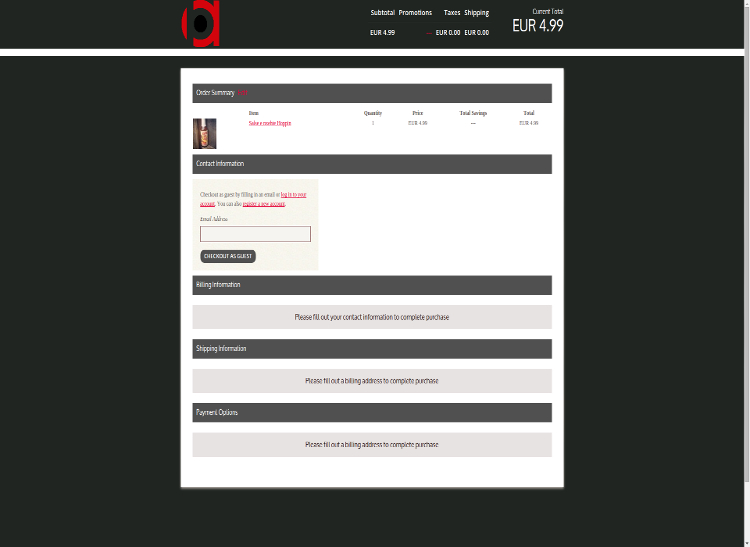 Subtotal Promotions Taxes Shipping
EUR 4.99 --- EUR 0.00 EUR 0.00
Current Total
EUR 4.99
Order Summary
Item Quantity Price Total Savings Total
1 EUR 4.99 --- EUR 4.99
Contact Information
Checkout as guest by filling in an email or log in to your
account. You can also register a new account.
Email Address
CHECKOUT AS GUEST
Billing Information
Please fill out your contact information to complete purchase
Shipping Information
Please fill out a billing address to complete purchase
Payment Options
Please fill out a billing address to complete purchase